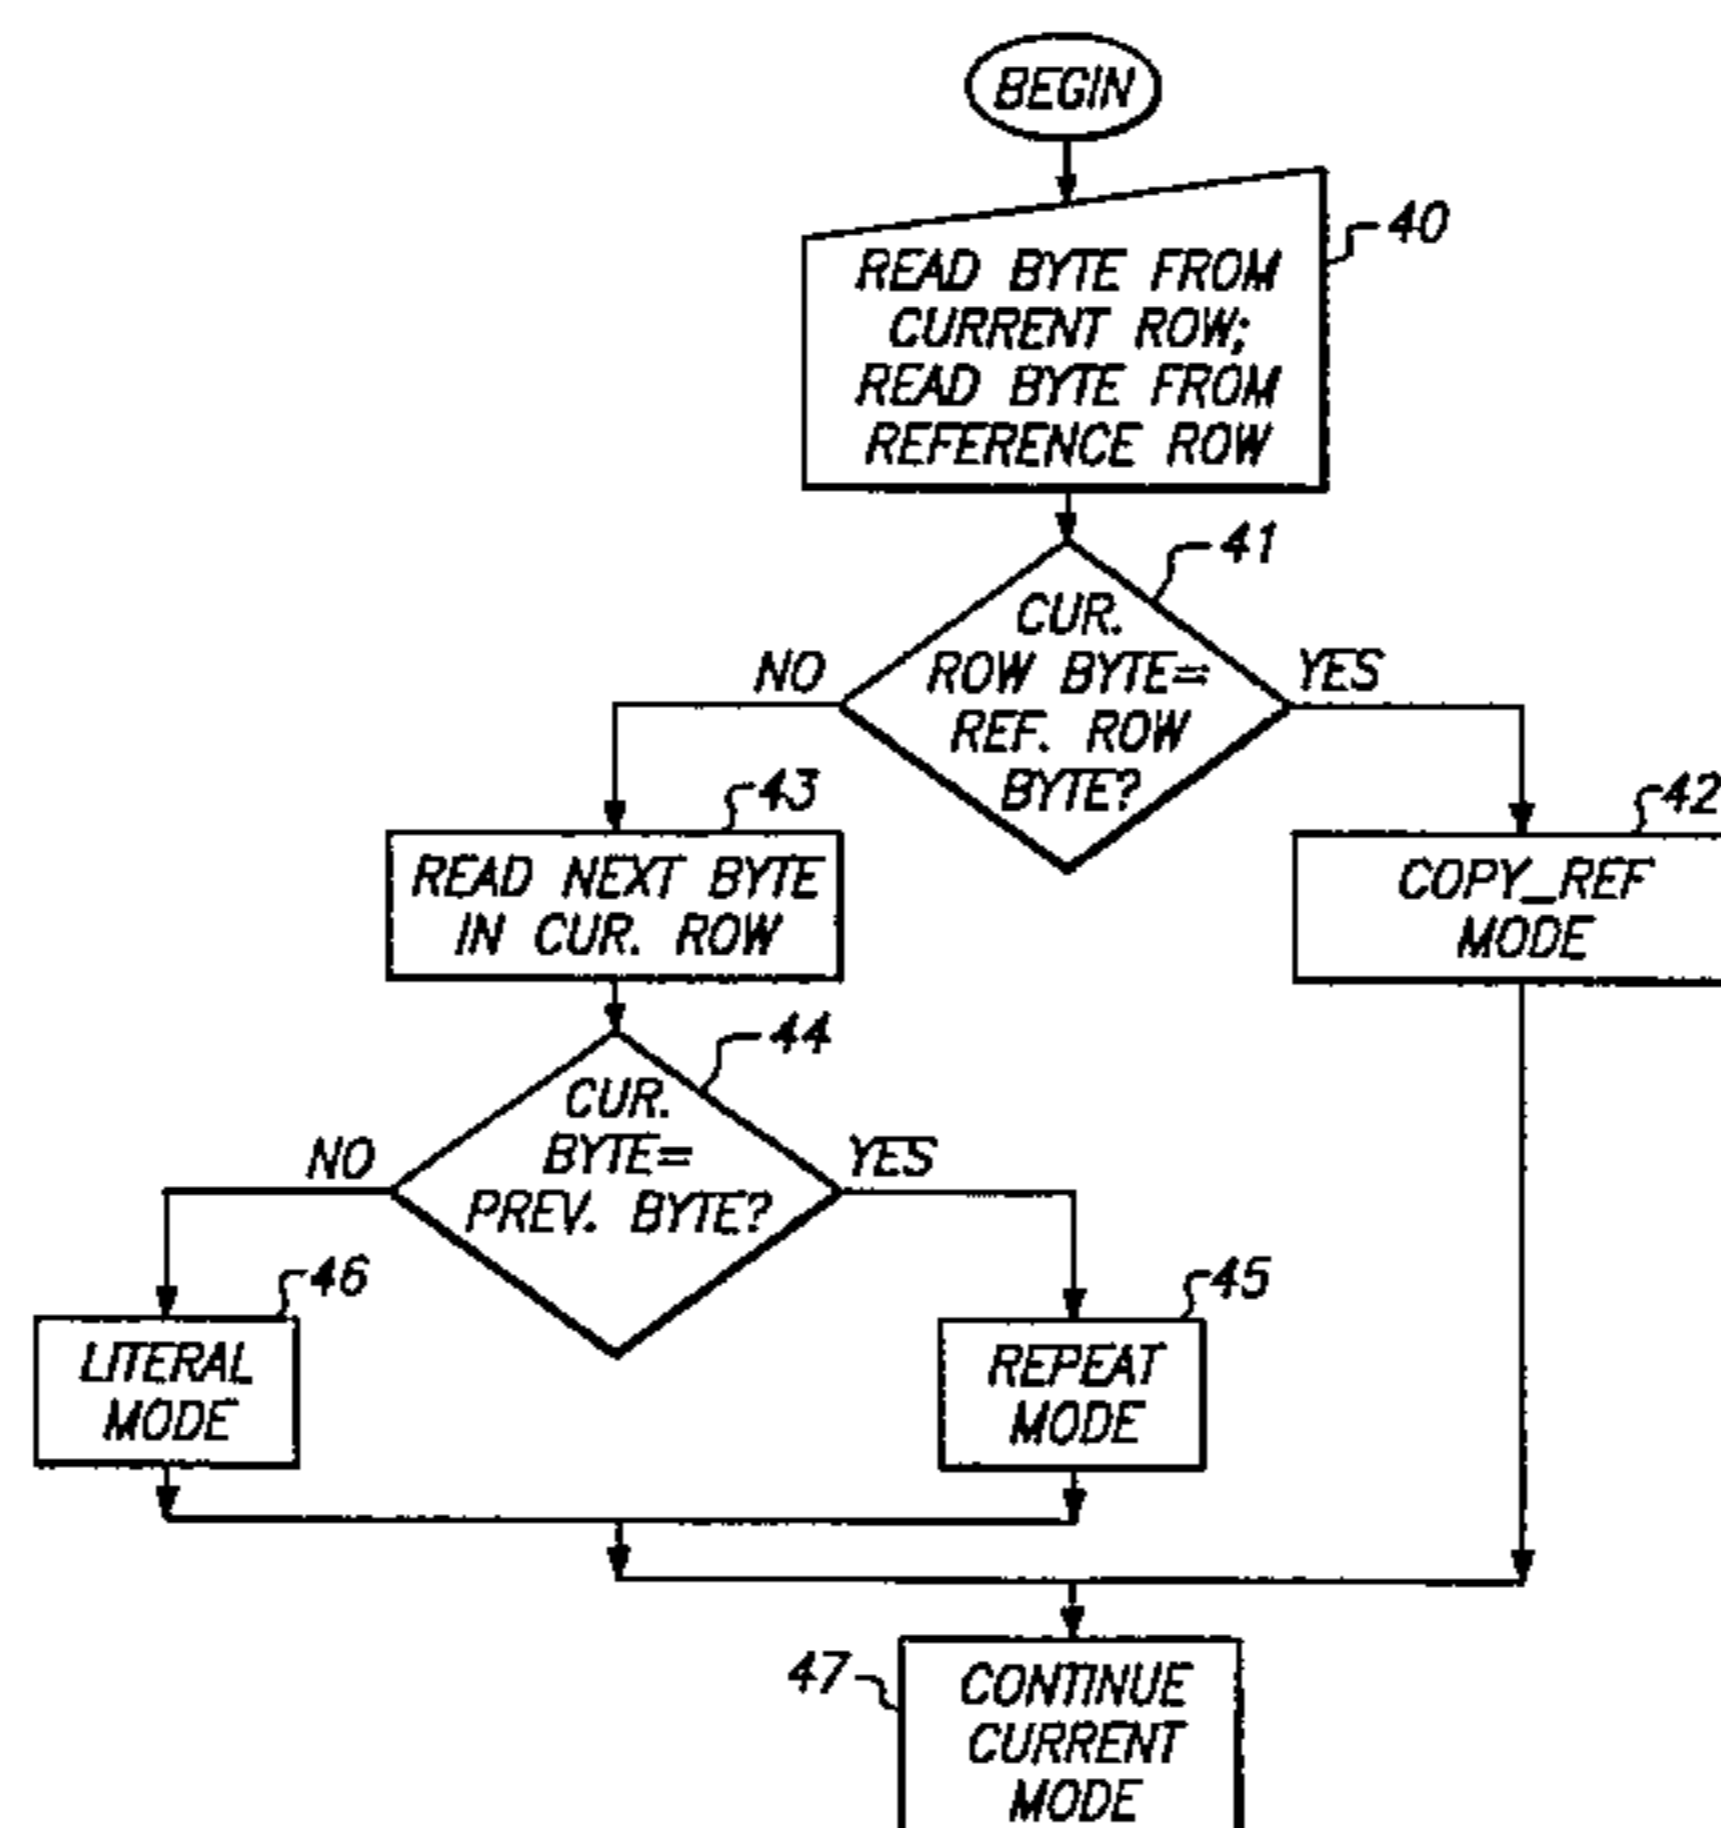 BEGIN
40
READ BYTE FROM
CURRENT ROW;
READ BYTE FROM
REFERENCE ROW
41
CUR.
ROW BYTE=
REF. ROW
BYTE?
NO
YES
43
READ NEXT BYTE
IN CUR. ROW
42
COPY_REF
MODE
44
CUR.
BYTE=
PREV. BYTE?
NO
YES
46
LITERAL
MODE
45
REPEAT
MODE
47
CONTINUE
CURRENT
MODE